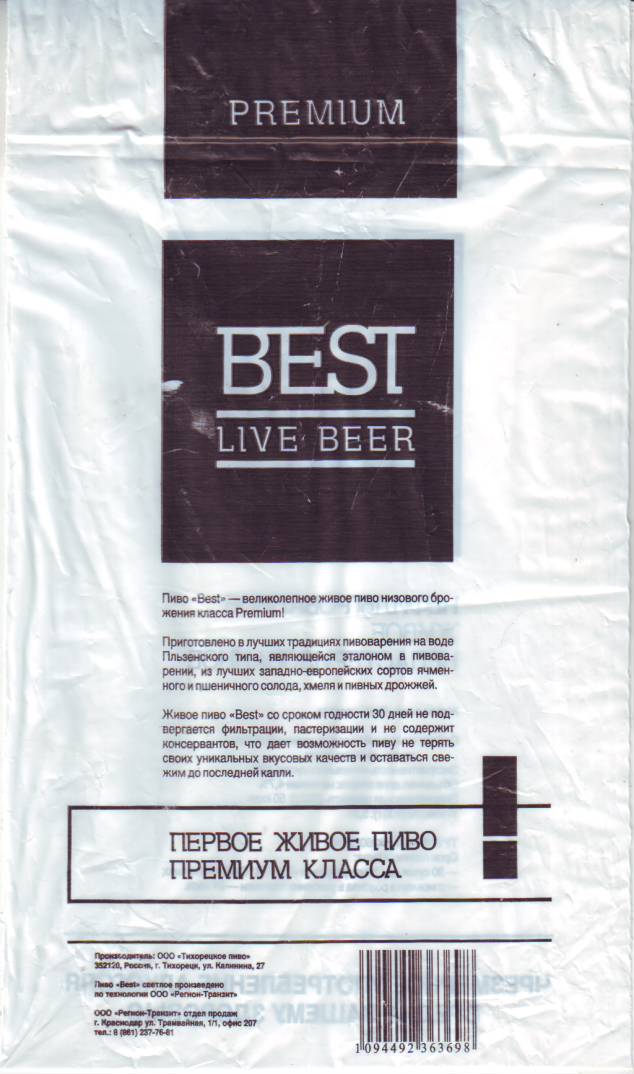 PREMIUM
BEST
LIVE BEER
Пиво «Best» — великолепное живое пиво низового бро-
жения класса Premium!
Приготовлено в лучших традициях пивоварения на воде
Пльзенского типа, являющейся эталоном в пивова-
рении, из лучших западно-европейских сортов ячмен-
ного и пшеничного солода, хмеля и пивных дрожжей.
Живое пиво «Best» со сроком годности 30 дней не под-
вергается фильтрации, пастеризации и не содержит
консервантов, что дает возможность пиву не терять
своих уникальных вкусовых качеств и оставаться све-
жим до последней капли.
ПЕРВОЕ ЖИВОЕ ПИВО
ПРЕМИУМ КЛАССА
Производитель: ООО «Тихорецкое пиво»
352120, Россия, г. Тихорецк, ул. Калинина, 27
Пиво «Best» светлое произведено
по технологии ООО «Регион-Транзит»
ООО «Регион-Транзит» отдел продаж
г. Краснодар ул. Трамвайная, 1/1, офис 207
тел.: 8 (861) 237-76-81
1 094492 363698